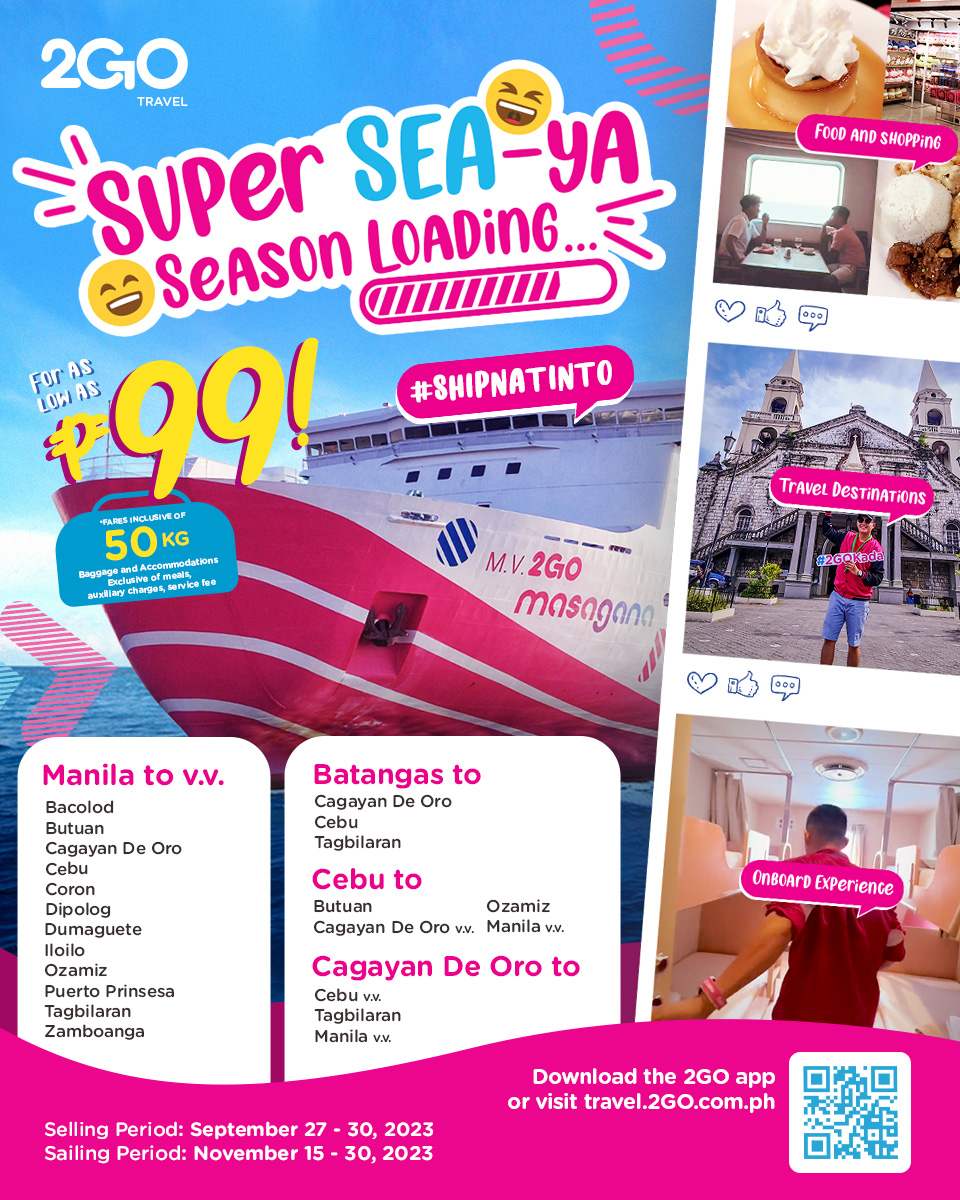 2GO
TRAVEL
SUPER SEA-YA
SEASON LOADING...
FOR AS
LOW AS
₱99!
#SHIPNATINTO
*FARES INCLUSIVE OF
50 KG
Baggage and Accommodations
Exclusive of meals,
auxiliary charges, service fee
M.V. 2GO
masagana
FOOD AND SHOPPING
TRAVEL DESTINATIONS
#2GOKada
ONBOARD EXPERIENCE
Manila to v.v.
Bacolod
Butuan
Cagayan De Oro
Cebu
Coron
Dipolog
Dumaguete
Iloilo
Ozamiz
Puerto Prinsesa
Tagbilaran
Zamboanga
Batangas to
Cagayan De Oro
Cebu
Tagbilaran
Cebu to
Butuan
Cagayan De Oro v.v.
Ozamiz
Manila v.v.
Cagayan De Oro to
Cebu v.v.
Tagbilaran
Manila v.v.
Download the 2GO app
or visit travel.2GO.com.ph
Selling Period: September 27 - 30, 2023
Sailing Period: November 15 - 30, 2023